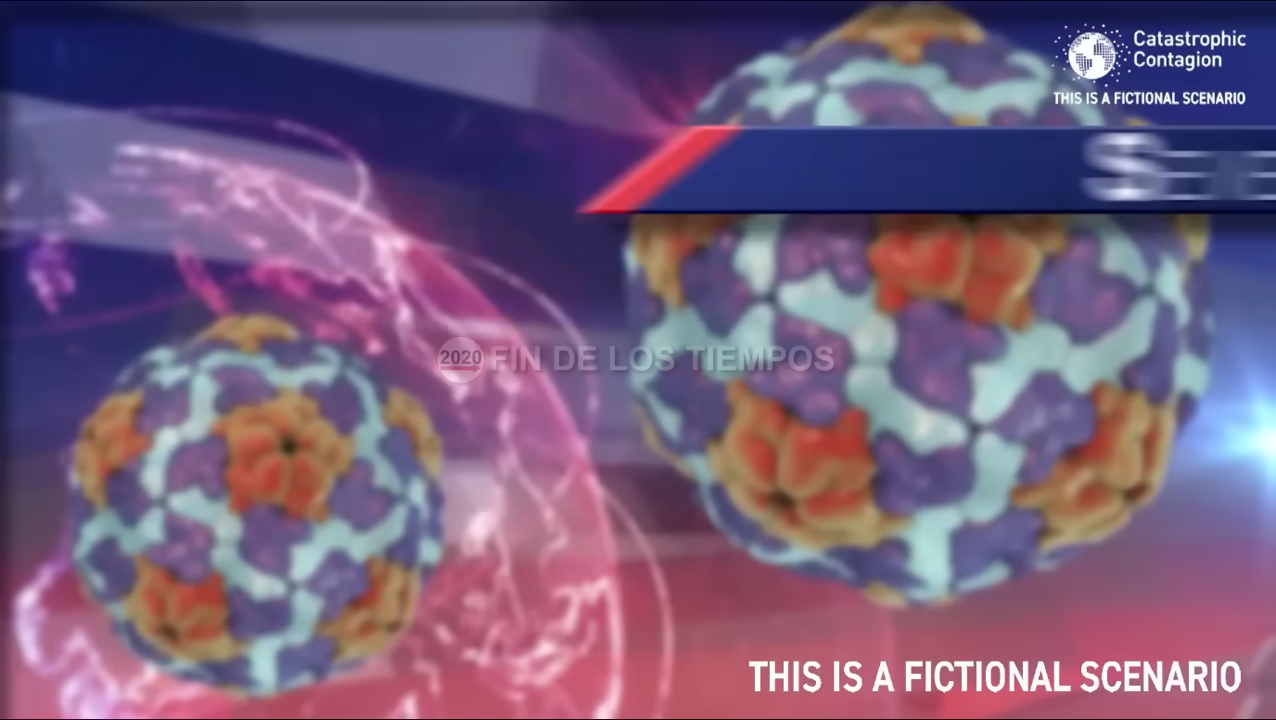 Catastrophic
Contagion
THIS IS A FICTIONAL SCENARIO
2020 FIN DE LOS TIEMPOS
THIS IS A FICTIONAL SCENARIO